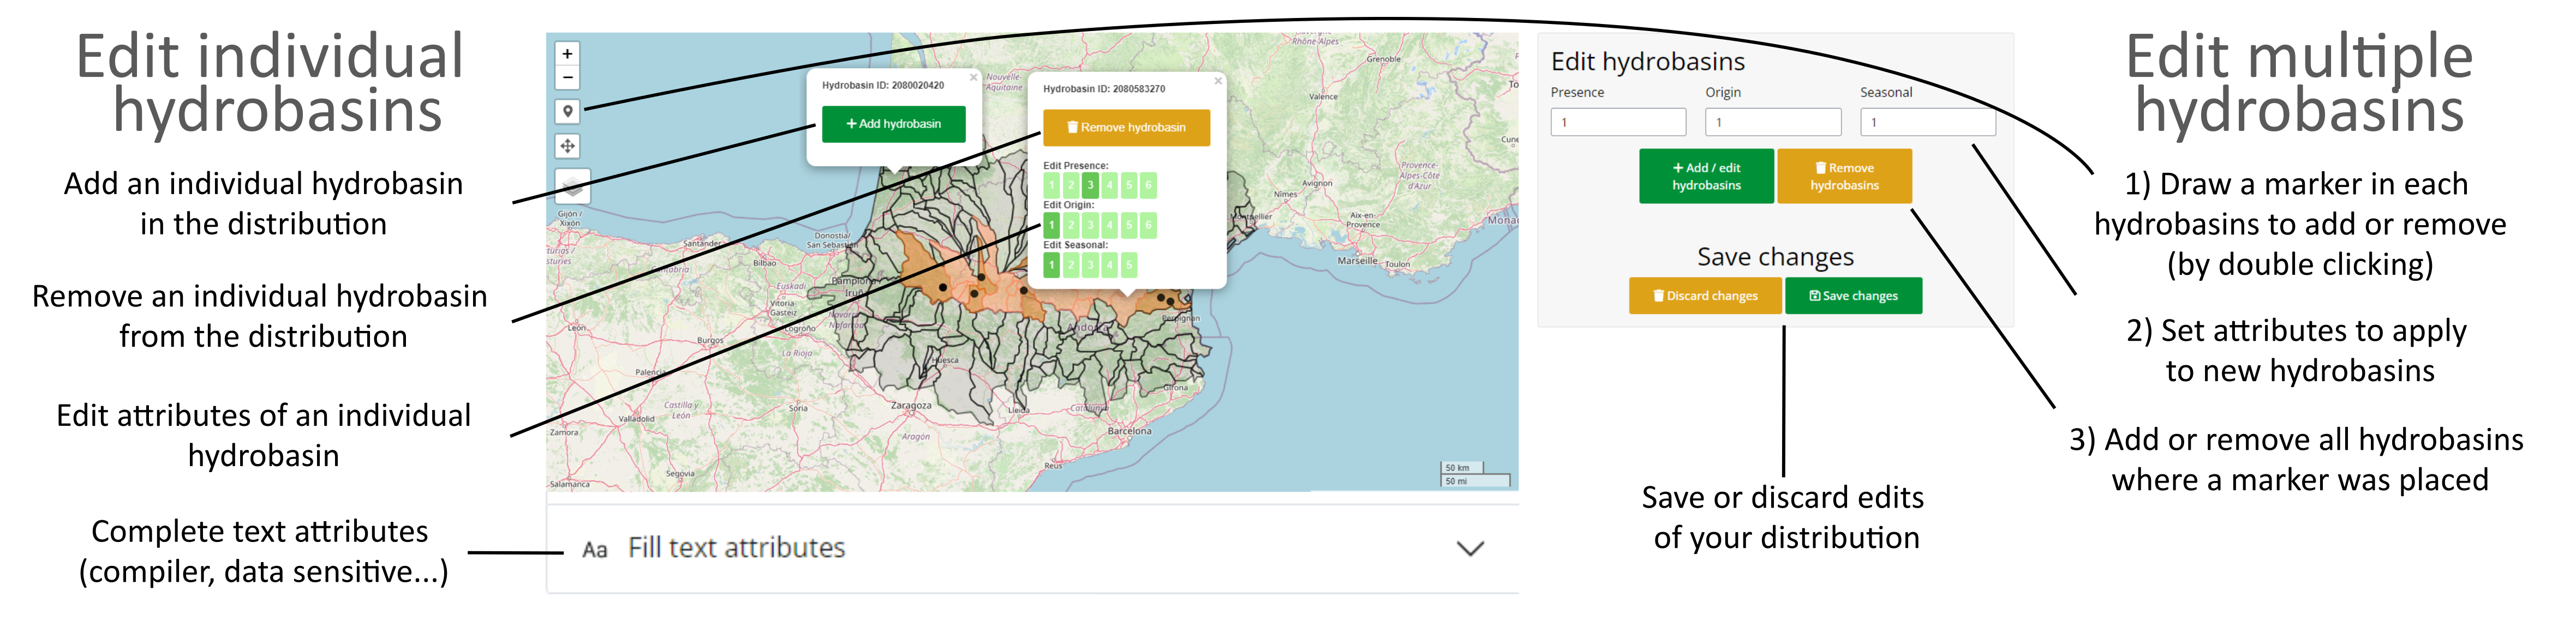 Edit individual
hydrobasins
Add an individual hydrobasin
in the distribution
Remove an individual hydrobasin
from the distribution
Edit attributes of an individual
hydrobasin
Complete text attributes
(compiler, data sensitive...)
+
−
Hydrobasin ID: 2080020420
×
+ Add hydrobasin
Hydrobasin ID: 2080583270
×
Remove hydrobasin
Edit Presence:
1 2 3 4 5 6
Edit Origin:
1 2 3 4 5 6
Edit Seasonal:
1 2 3 4 5
Rhône-Alpes
Grenoble
Nouvelle-
Aquitaine
Valence
To
Cune
Provence-
Alpes-Côte
d'Azur
Avignon
Nîmes
Montpellier
Aix-en-
Provence
Monac
Marseille
Toulon
Gijón /
Xixón
Santander
Donostia/
San Sebastián
Bilbao
Cantabria
Euskadi
Pamplona
Iruñ
Vitoria-
Gasteiz
Navarra
Nafarroa
Logroño
León
Burgos
La Rioja
Palencia
Perpignan
Andorra
Huesca
Girona
Castilla y
León
Soria
Valladolid
Zaragoza
Lleida
Catalunya
Zamora
Aragón
Barcelona
Segovia
Reus
Salamanca
50 km
50 mi
Aa Fill text attributes
Edit hydrobasins
Presence Origin Seasonal
1 1 1
+ Add / edit
hydrobasins
Remove
hydrobasins
Save changes
Discard changes
Save changes
Save or discard edits
of your distribution
Edit multiple
hydrobasins
1) Draw a marker in each
hydrobasins to add or remove
(by double clicking)
2) Set attributes to apply
to new hydrobasins
3) Add or remove all hydrobasins
where a marker was placed